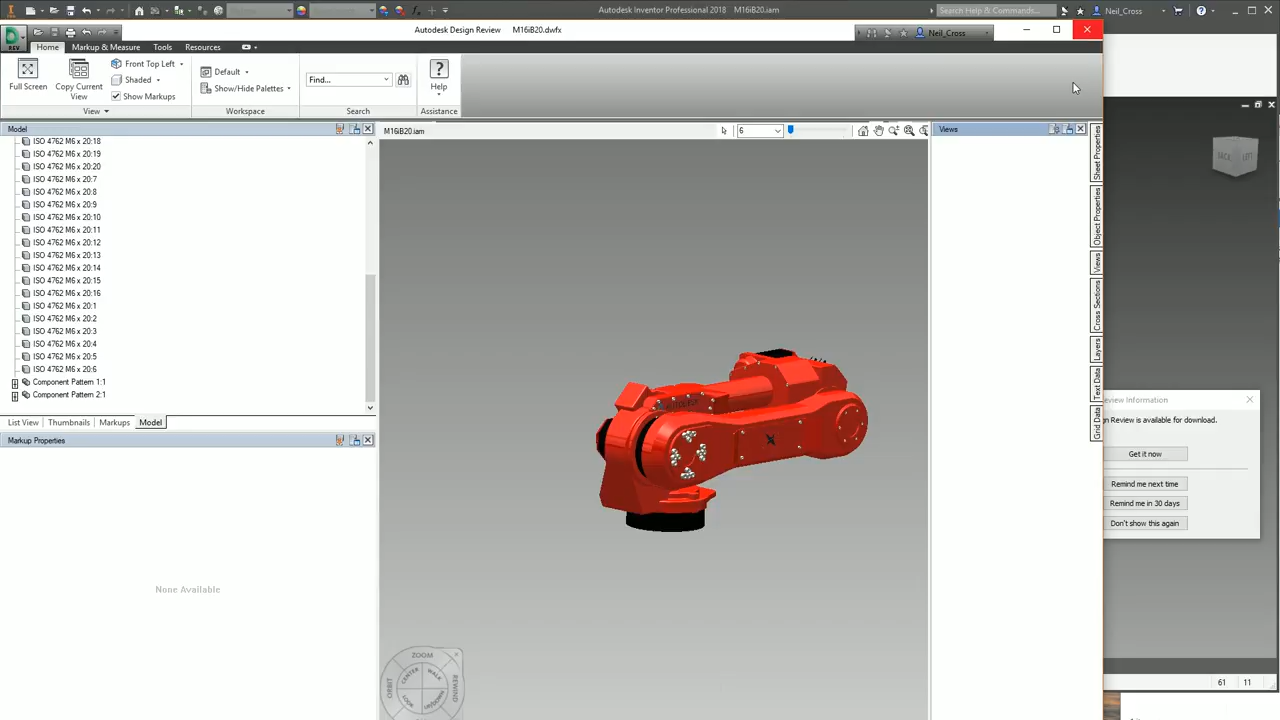 Autodesk Inventor Professional 2018   M16iB20.iam
Search Help & Commands...
Neil_Cross
Autodesk Design Review   M16iB20.dwfx
Neil_Cross
REV
Home   Markup & Measure   Tools   Resources
Full Screen
Copy Current View
Front Top Left
Shaded
Show Markups
Default
Show/Hide Palettes
Find...
Help
View   Workspace   Search   Assistance
Model
M16iB20.iam
6
Views
ISO 4762 M6 x 20:18
ISO 4762 M6 x 20:19
ISO 4762 M6 x 20:20
ISO 4762 M6 x 20:7
ISO 4762 M6 x 20:8
ISO 4762 M6 x 20:9
ISO 4762 M6 x 20:10
ISO 4762 M6 x 20:11
ISO 4762 M6 x 20:12
ISO 4762 M6 x 20:13
ISO 4762 M6 x 20:14
ISO 4762 M6 x 20:15
ISO 4762 M6 x 20:16
ISO 4762 M6 x 20:1
ISO 4762 M6 x 20:2
ISO 4762 M6 x 20:3
ISO 4762 M6 x 20:4
ISO 4762 M6 x 20:5
ISO 4762 M6 x 20:6
Component Pattern 1:1
Component Pattern 2:1
List View   Thumbnails   Markups   Model
Markup Properties
None Available
ZOOM
ORBIT
REWIND
CENTER
WALK
LOOK
UP/DOWN
Sheet Properties
Object Properties
Views
Cross Sections
Layers
Text Data
Grid Data
BACK
LEFT
eview Information
n Review is available for download.
Get it now
Remind me next time
Remind me in 30 days
Don't show this again
61   11